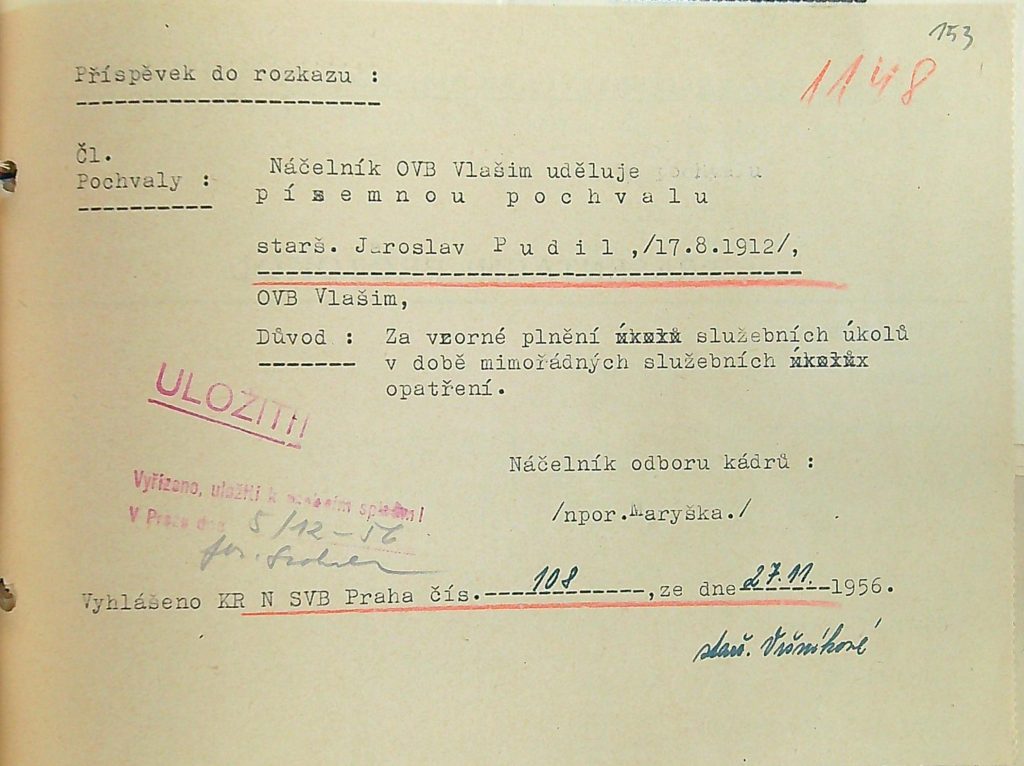 153
1148
Příspěvek do rozkazu :
Čl.
Pochvaly :
Náčelník OVB Vlašim uděluje
písemnou pochvalu
starš. Jaroslav Pudil,/17.8.1912/,
OVB Vlašim,
Důvod : Za vzorné plnění služebních úkolů
v době mimořádných služebních
opatření.
ULOŽITI!
Náčelník odboru kádrů :
Vyřízeno, uložiti k osobním spisům!
/npor.Maryška./
V Praze dne 5/12-56
Vyhlášeno KR N SVB Praha čís.108,ze dne 27.11.1956.